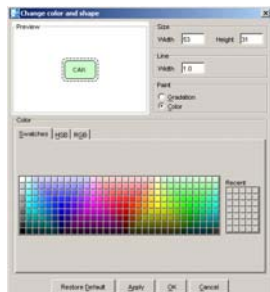 Change color and shape
Preview
CAR
Size
Width 63 Height 31
Line
Width 1.0
Paint
Gradation
Color
Color
Swatches HSB RGB
Recent
Restore Default Apply OK Cancel